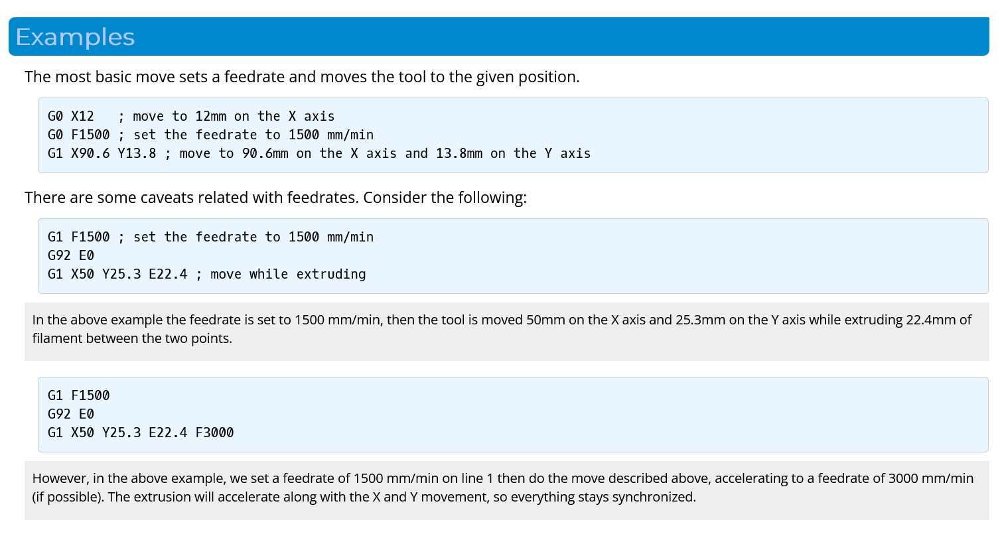 Examples
The most basic move sets a feedrate and moves the tool to the given position.
G0 X12   ; move to 12mm on the X axis
G0 F1500 ; set the feedrate to 1500 mm/min
G1 X90.6 Y13.8 ; move to 90.6mm on the X axis and 13.8mm on the Y axis
There are some caveats related with feedrates. Consider the following:
G1 F1500 ; set the feedrate to 1500 mm/min
G92 E0
G1 X50 Y25.3 E22.4 ; move while extruding
In the above example the feedrate is set to 1500 mm/min, then the tool is moved 50mm on the X axis and 25.3mm on the Y axis while extruding 22.4mm of
filament between the two points.
G1 F1500
G92 E0
G1 X50 Y25.3 E22.4 F3000
However, in the above example, we set a feedrate of 1500 mm/min on line 1 then do the move described above, accelerating to a feedrate of 3000 mm/min
(if possible). The extrusion will accelerate along with the X and Y movement, so everything stays synchronized.